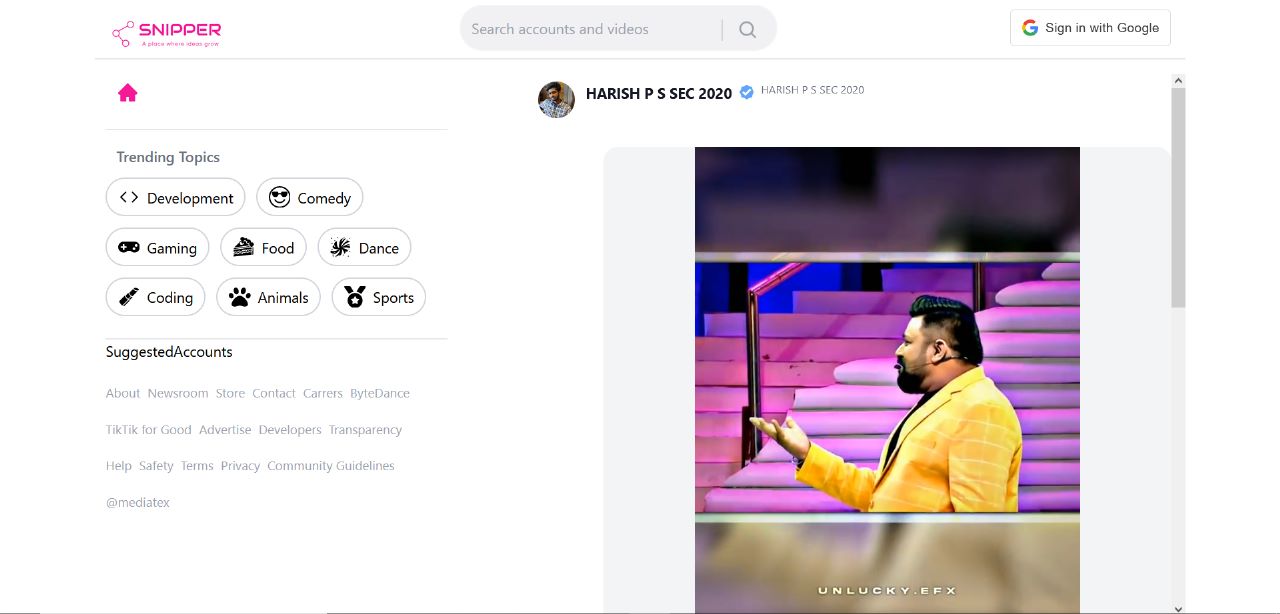 SNIPPER
A place where ideas grow
Search accounts and videos
Sign in with Google
HARISH P S SEC 2020 HARISH P S SEC 2020
Trending Topics
Development Comedy
Gaming Food Dance
Coding Animals Sports
SuggestedAccounts
About Newsroom Store Contact Carrers ByteDance
TikTik for Good Advertise Developers Transparency
Help Safety Terms Privacy Community Guidelines
@mediatex
UNLUCKY.EFX